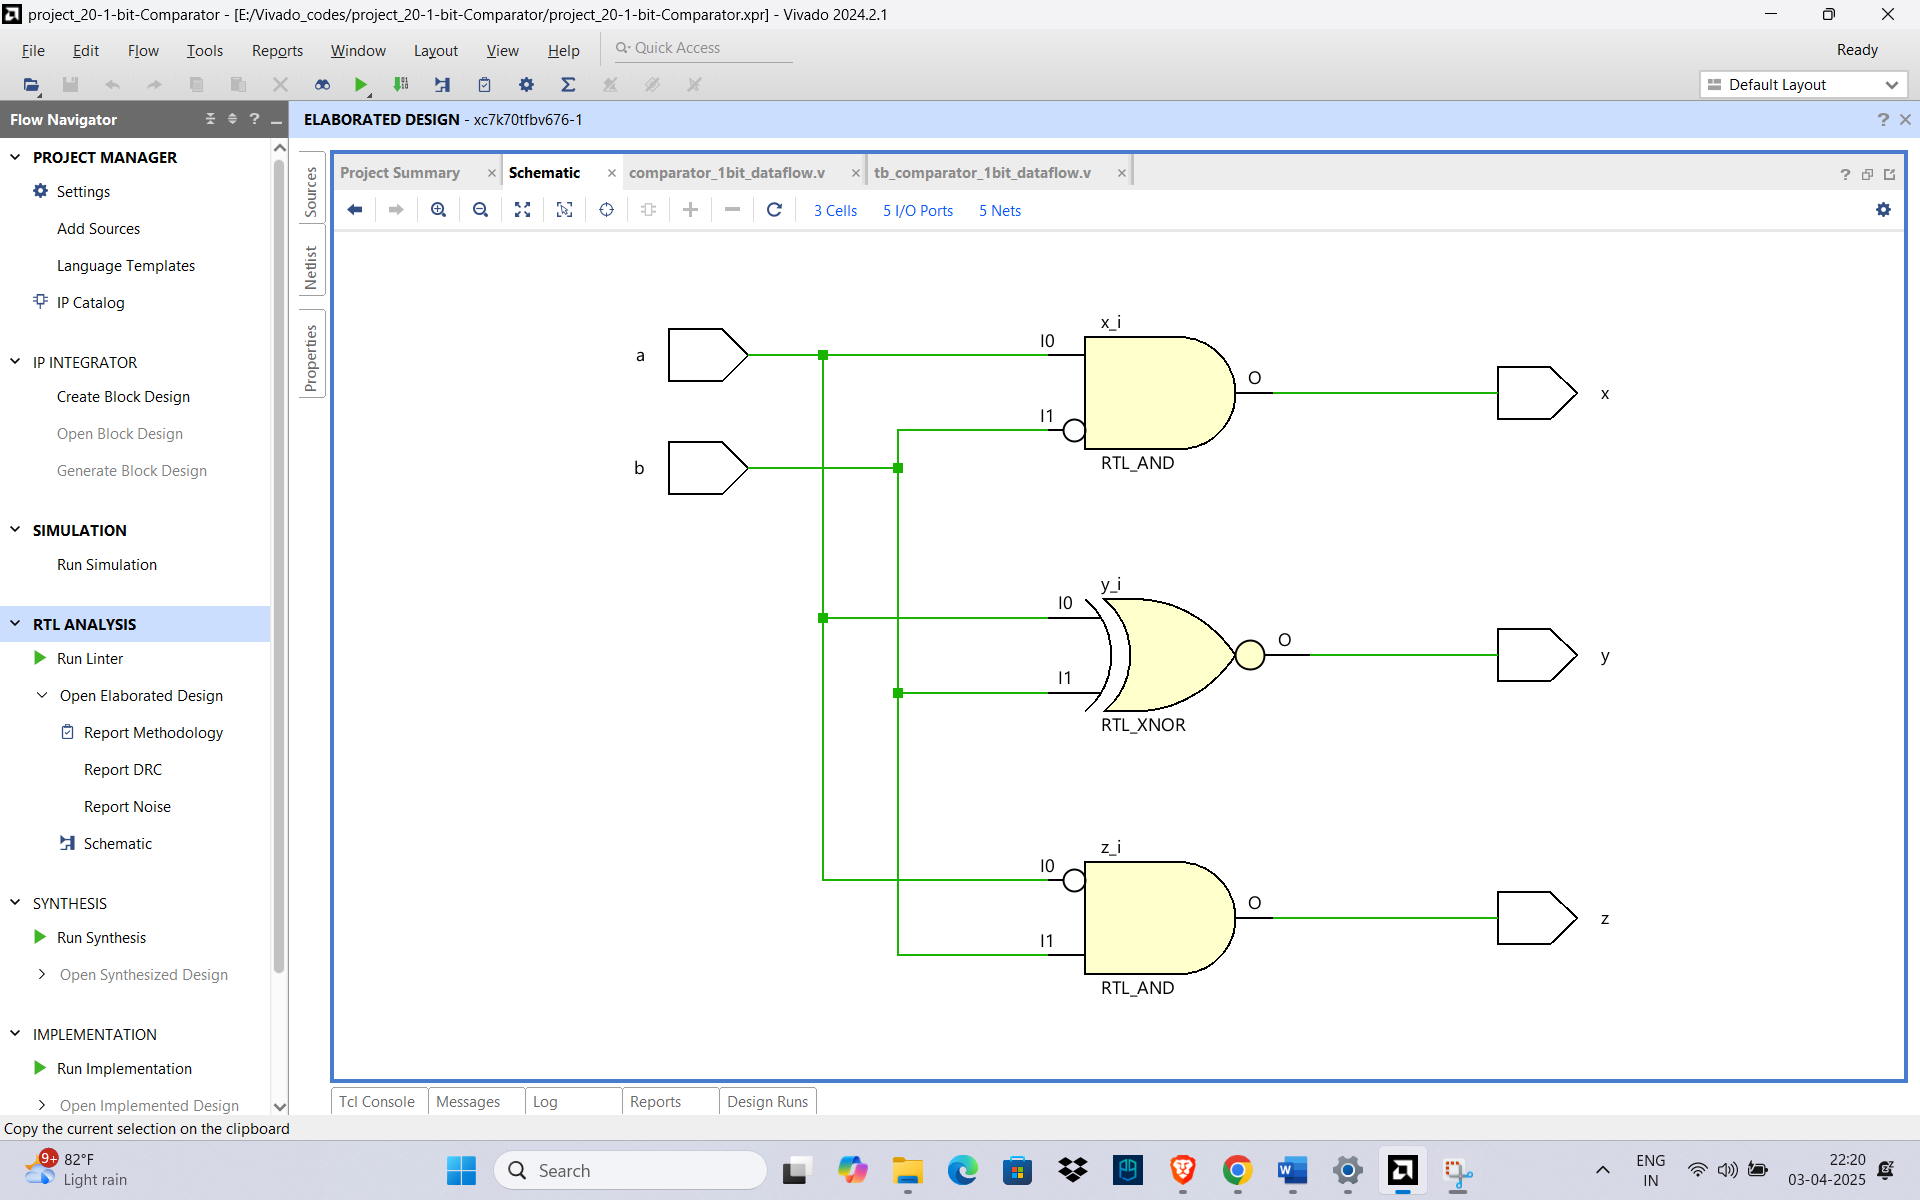 project_20-1-bit-Comparator - [E:/Vivado_codes/project_20-1-bit-Comparator/project_20-1-bit-Comparator.xpr] - Vivado 2024.2.1
File Edit Flow Tools Reports Window Layout View Help Quick Access Ready
Default Layout
Flow Navigator
PROJECT MANAGER
Settings
Add Sources
Language Templates
IP Catalog
IP INTEGRATOR
Create Block Design
Open Block Design
Generate Block Design
SIMULATION
Run Simulation
RTL ANALYSIS
Run Linter
Open Elaborated Design
Report Methodology
Report DRC
Report Noise
Schematic
SYNTHESIS
Run Synthesis
Open Synthesized Design
IMPLEMENTATION
Run Implementation
Open Implemented Design
ELABORATED DESIGN - xc7k70tfbv676-1
Sources
Netlist
Properties
Project Summary Schematic comparator_1bit_dataflow.v tb_comparator_1bit_dataflow.v
3 Cells 5 I/O Ports 5 Nets
a
b
x_i
I0
I1
O
RTL_AND
x
y_i
I0
I1
O
RTL_XNOR
y
z_i
I0
I1
O
RTL_AND
z
Tcl Console Messages Log Reports Design Runs
Copy the current selection on the clipboard
9+
82°F
Light rain
Search
ENG
IN
22:20
03-04-2025